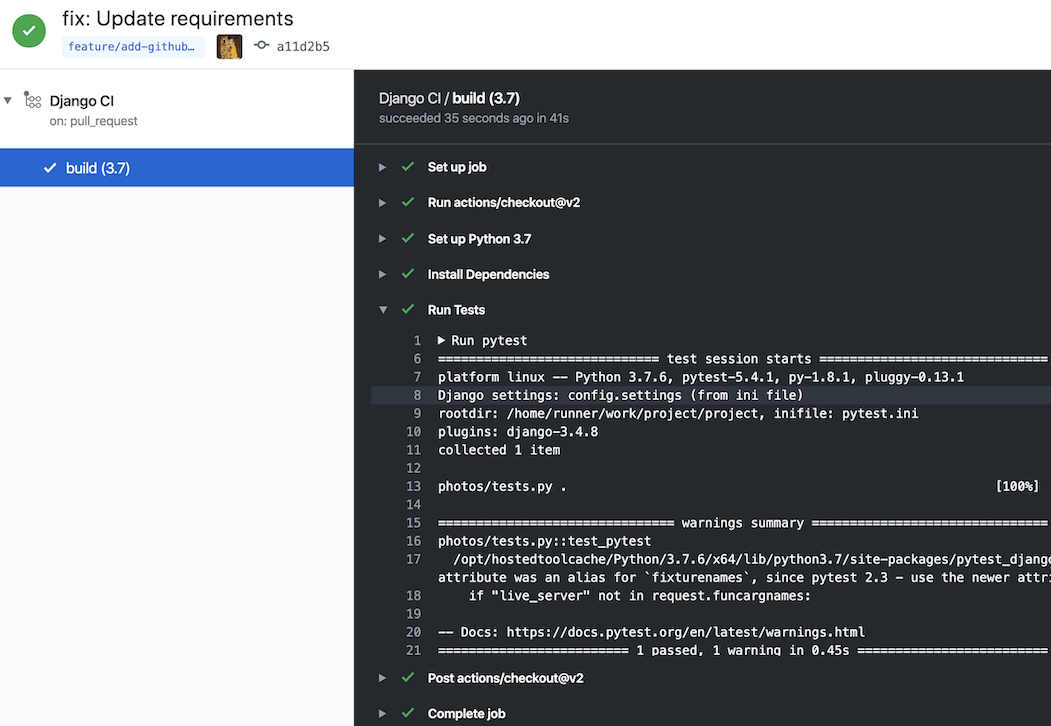 fix: Update requirements
feature/add-github… a11d2b5
Django CI
on: pull_request
build (3.7)
Django CI / build (3.7)
succeeded 35 seconds ago in 41s
Set up job
Run actions/checkout@v2
Set up Python 3.7
Install Dependencies
Run Tests
1 Run pytest
6 ============================= test session starts ==============================
7 platform linux -- Python 3.7.6, pytest-5.4.1, py-1.8.1, pluggy-0.13.1
8 Django settings: config.settings (from ini file)
9 rootdir: /home/runner/work/project/project, inifile: pytest.ini
10 plugins: django-3.4.8
11 collected 1 item
12
13 photos/tests.py . [100%]
14
15 =============================== warnings summary ===============================
16 photos/tests.py::test_pytest
17 /opt/hostedtoolcache/Python/3.7.6/x64/lib/python3.7/site-packages/pytest_django
attribute was an alias for `fixturenames`, since pytest 2.3 - use the newer attri
18 if "live_server" not in request.funcargnames:
19
20 -- Docs: https://docs.pytest.org/en/latest/warnings.html
21 ========================= 1 passed, 1 warning in 0.45s =========================
Post actions/checkout@v2
Complete job